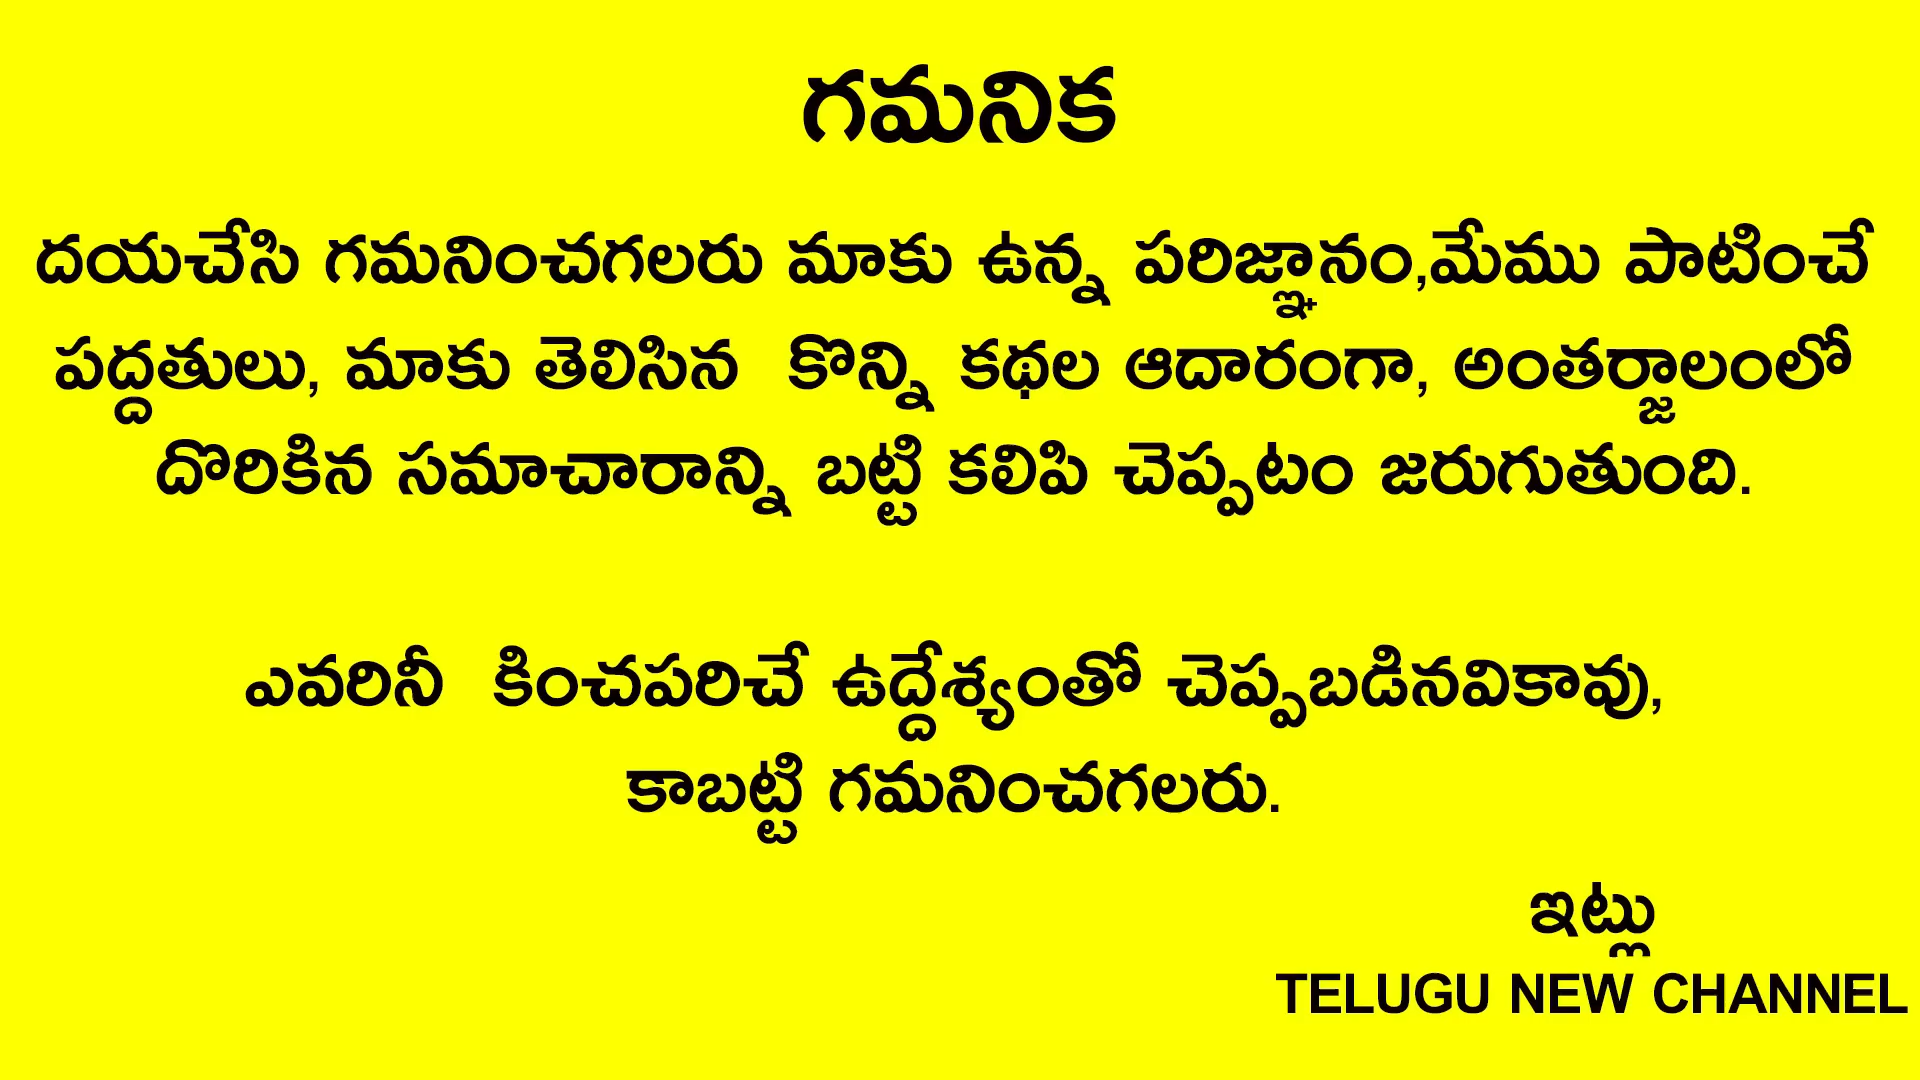 గమనిక
దయచేసి గమనించగలరు మాకు ఉన్న పరిజ్ఞానం,మేము పాటించే
పద్దతులు, మాకు తెలిసిన కొన్ని కథల ఆదారంగా, అంతర్జాలంలో
దొరికిన సమాచారాన్ని బట్టి కలిపి చెప్పటం జరుగుతుంది.
ఎవరినీ కించపరిచే ఉద్దేశ్యంతో చెప్పబడినవికావు,
కాబట్టి గమనించగలరు.
ఇట్లు
TELUGU NEW CHANNEL